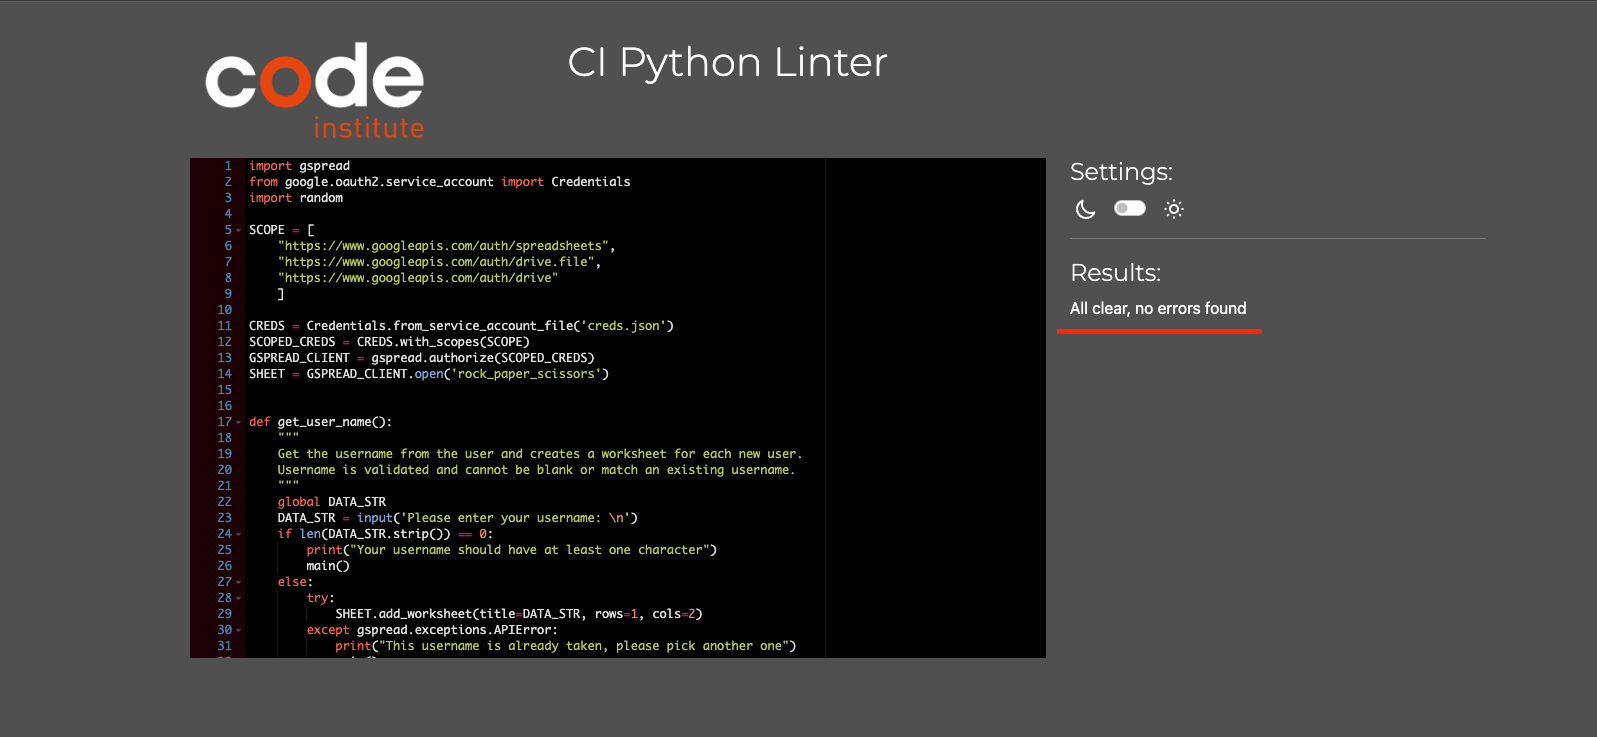 code
institute
CI Python Linter
1 import gspread
2 from google.oauth2.service_account import Credentials
3 import random
4
5 SCOPE = [
6     "https://www.googleapis.com/auth/spreadsheets",
7     "https://www.googleapis.com/auth/drive.file",
8     "https://www.googleapis.com/auth/drive"
9     ]
10
11 CREDS = Credentials.from_service_account_file('creds.json')
12 SCOPED_CREDS = CREDS.with_scopes(SCOPE)
13 GSPREAD_CLIENT = gspread.authorize(SCOPED_CREDS)
14 SHEET = GSPREAD_CLIENT.open('rock_paper_scissors')
15
16
17 def get_user_name():
18     """
19     Get the username from the user and creates a worksheet for each new user.
20     Username is validated and cannot be blank or match an existing username.
21     """
22     global DATA_STR
23     DATA_STR = input('Please enter your username: \n')
24     if len(DATA_STR.strip()) == 0:
25         print("Your username should have at least one character")
26         main()
27     else:
28         try:
29             SHEET.add_worksheet(title=DATA_STR, rows=1, cols=2)
30         except gspread.exceptions.APIError:
31             print("This username is already taken, please pick another one")
Settings:
Results:
All clear, no errors found